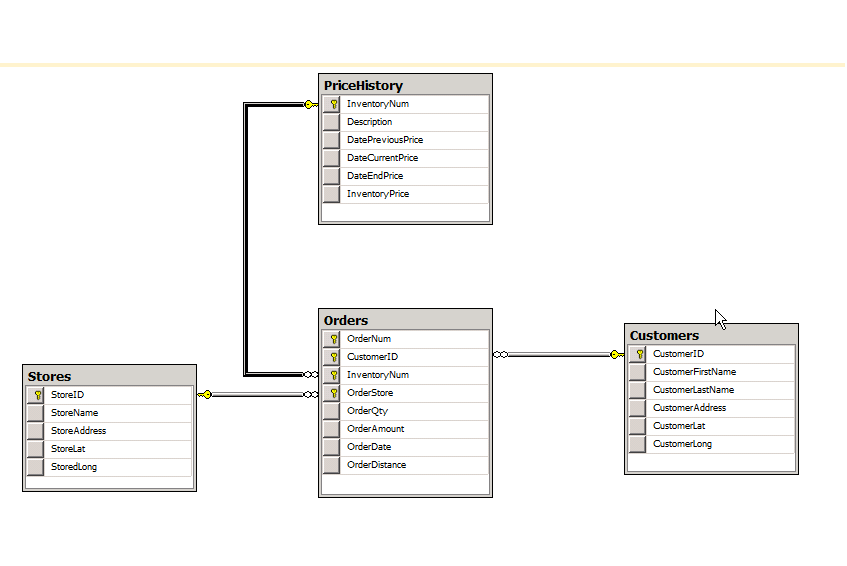 PriceHistory
InventoryNum
Description
DatePreviousPrice
DateCurrentPrice
DateEndPrice
InventoryPrice
Orders
OrderNum
CustomerID
InventoryNum
OrderStore
OrderQty
OrderAmount
OrderDate
OrderDistance
Customers
CustomerID
CustomerFirstName
CustomerLastName
CustomerAddress
CustomerLat
CustomerLong
Stores
StoreID
StoreName
StoreAddress
StoreLat
StoredLong